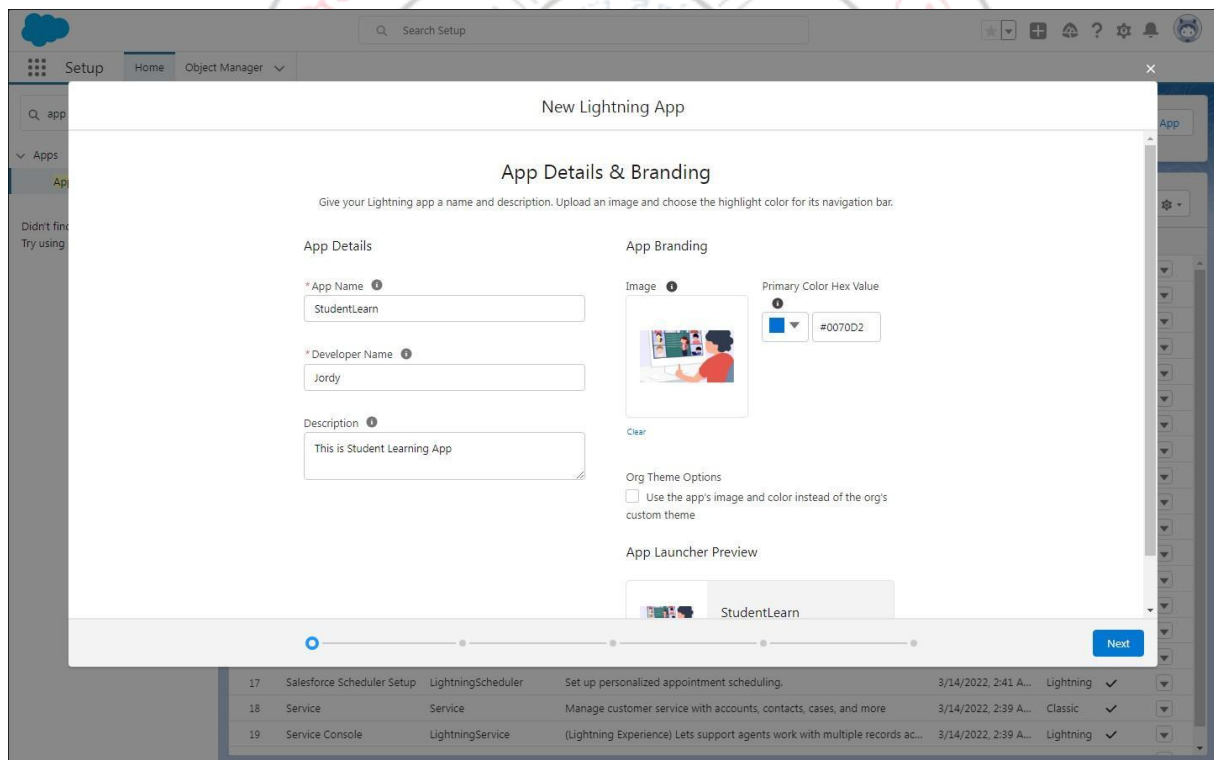 Search Setup
Setup
Home
Object Manager
app
App
Apps
App
Didn't find
Try using
New Lightning App
App Details & Branding
Give your Lightning app a name and description. Upload an image and choose the highlight color for its navigation bar.
App Details
*App Name
StudentLearn
*Developer Name
Jordy
Description
This is Student Learning App
App Branding
Image
Clear
Primary Color Hex Value
#0070D2
Org Theme Options
Use the app's image and color instead of the org's
custom theme
App Launcher Preview
StudentLearn
Next
17 Salesforce Scheduler Setup LightningScheduler Set up personalized appointment scheduling. 3/14/2022, 2:41 A... Lightning
18 Service Service Manage customer service with accounts, contacts, cases, and more 3/14/2022, 2:39 A... Classic
19 Service Console LightningService (Lightning Experience) Lets support agents work with multiple records ac... 3/14/2022, 2:39 A... Lightning